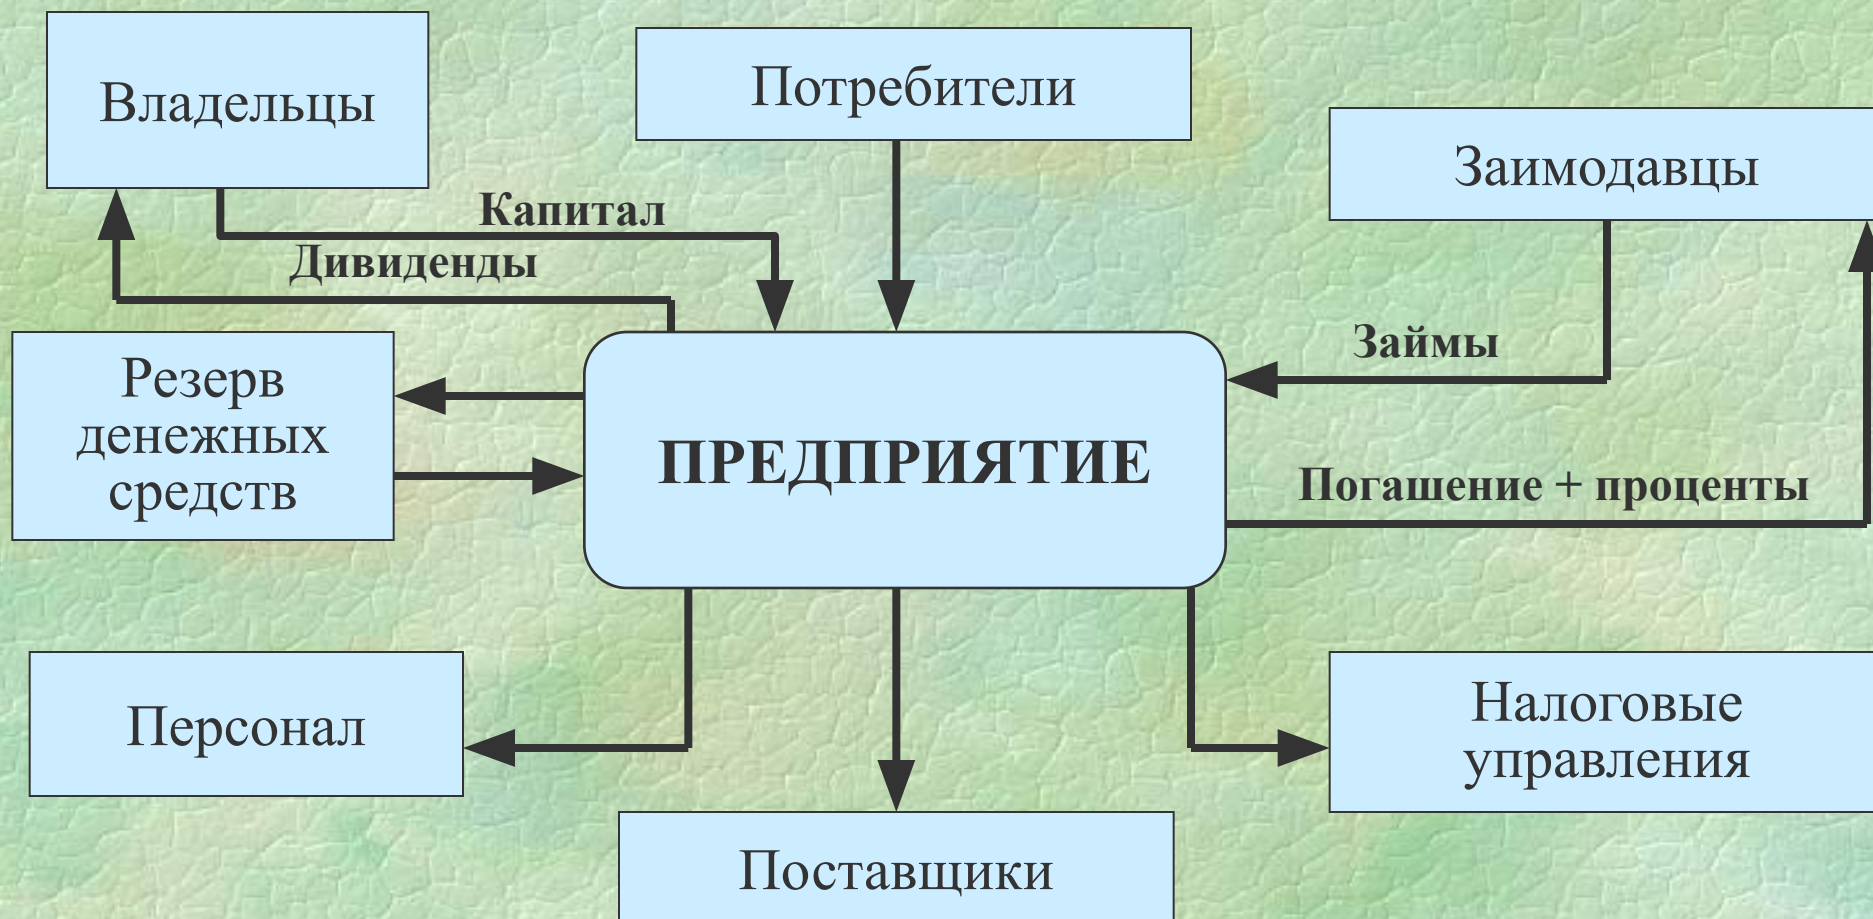 Владельцы
Потребители
Заимодавцы
Капитал
Дивиденды
Займы
Резерв
денежных
средств
ПРЕДПРИЯТИЕ
Погашение + проценты
Персонал
Налоговые
управления
Поставщики